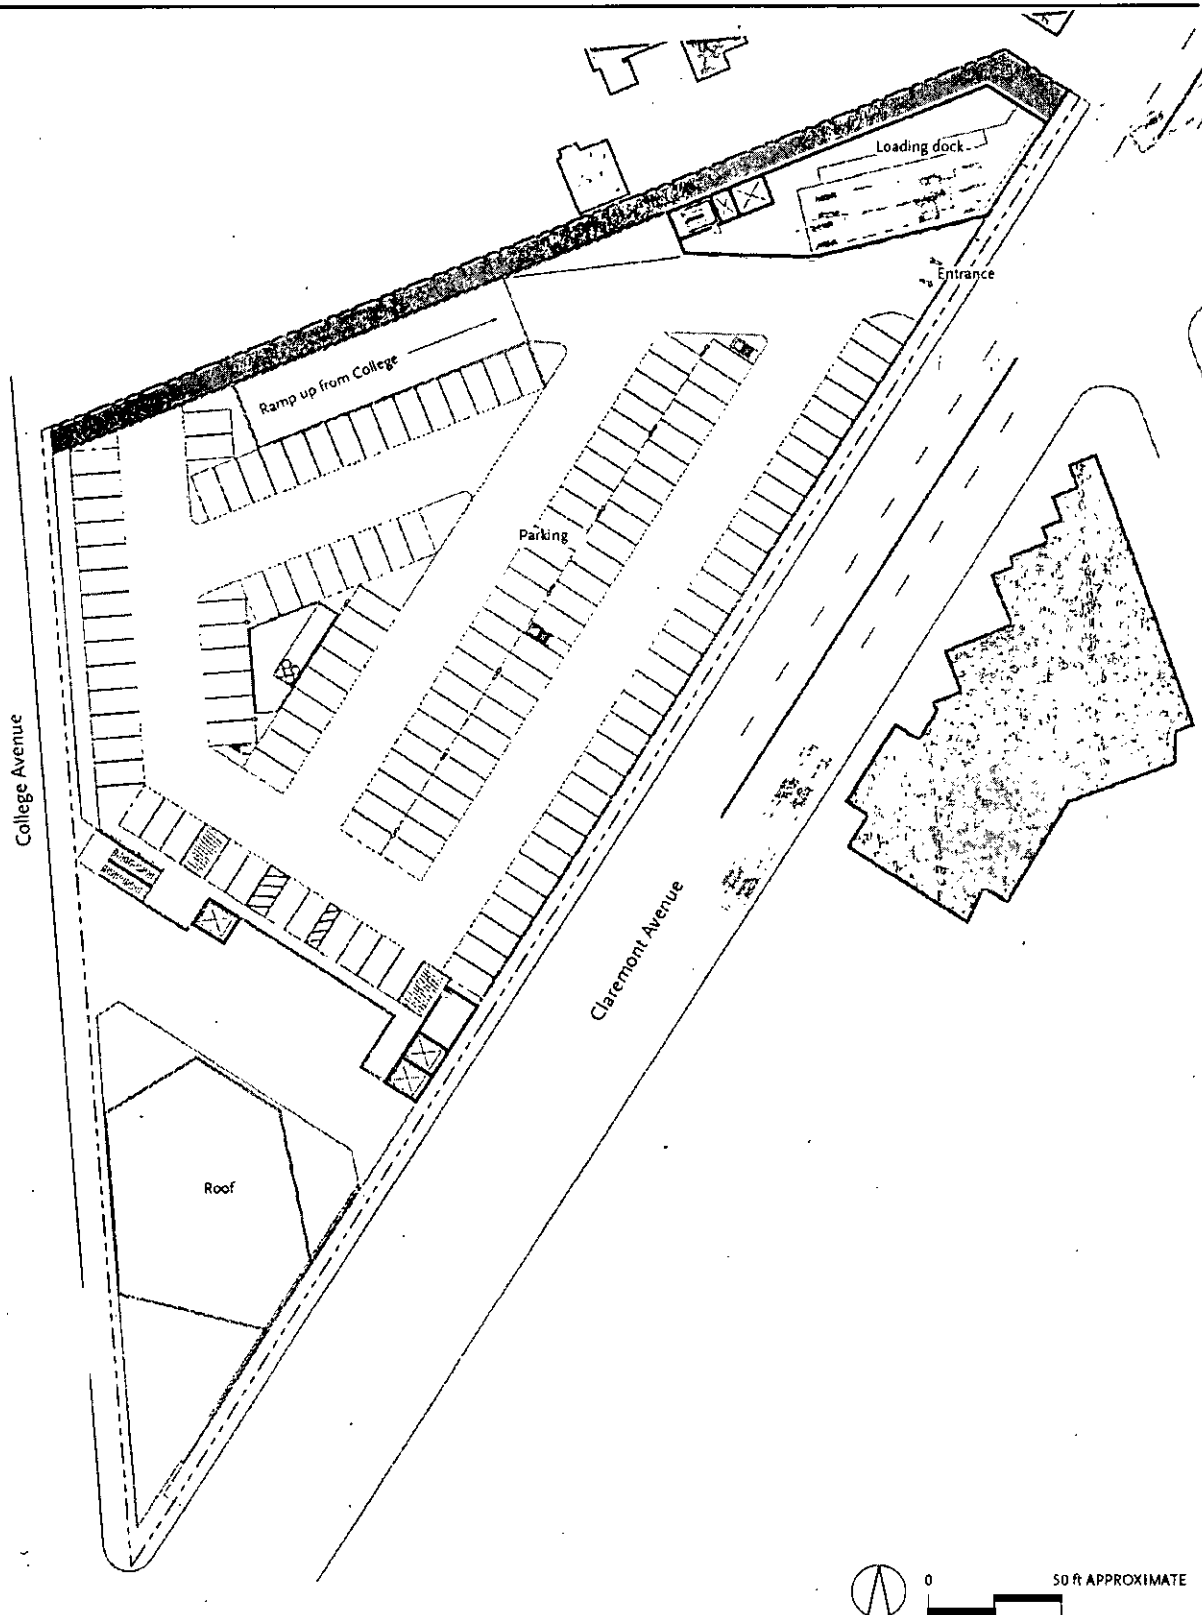 Loading dock
Entrance
Ramp up from College
Parking
College Avenue
Claremont Avenue
Roof
0
50 ft APPROXIMATE